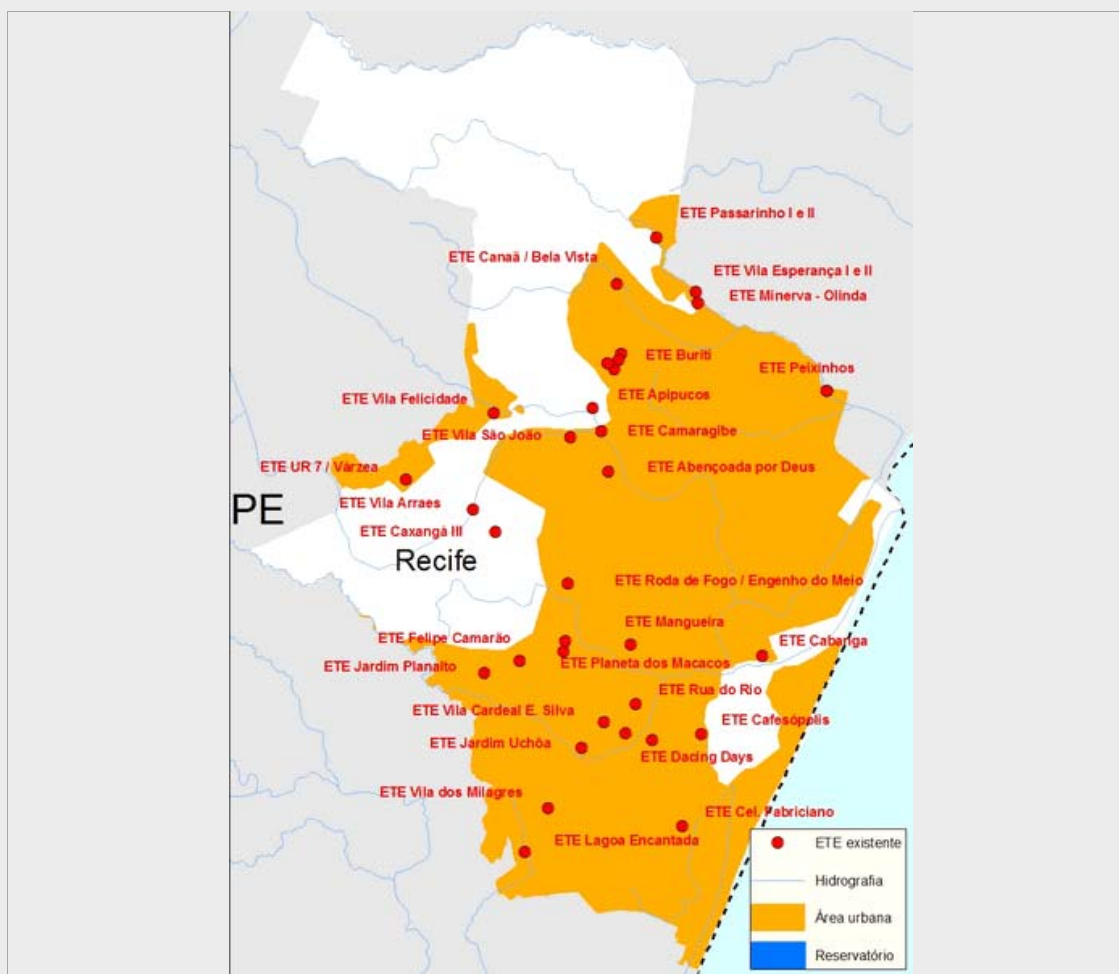 ETE Passarinho I e II
ETE Canaã / Bela Vista
ETE Vila Esperança I e II
ETE Minerva - Olinda
ETE Buriti
ETE Peixinhos
ETE Apipucos
ETE Vila Felicidade
ETE Camaragibe
ETE Vila São João
ETE UR 7 / Várzea
ETE Abençoada por Deus
ETE Vila Arraes
PE
ETE Caxangá III
Recife
ETE Roda de Fogo / Engenho do Meio
ETE Mangueira
ETE Felipe Camarão
ETE Cabanga
ETE Jardim Planalto
ETE Planeta dos Macacos
ETE Rua do Rio
ETE Vila Cardeal E. Silva
ETE Cafesópolis
ETE Jardim Uchôa
ETE Dacing Days
ETE Vila dos Milagres
ETE Cel. Fabriciano
ETE Lagoa Encantada
ETE existente
Hidrografia
Área urbana
Reservatório